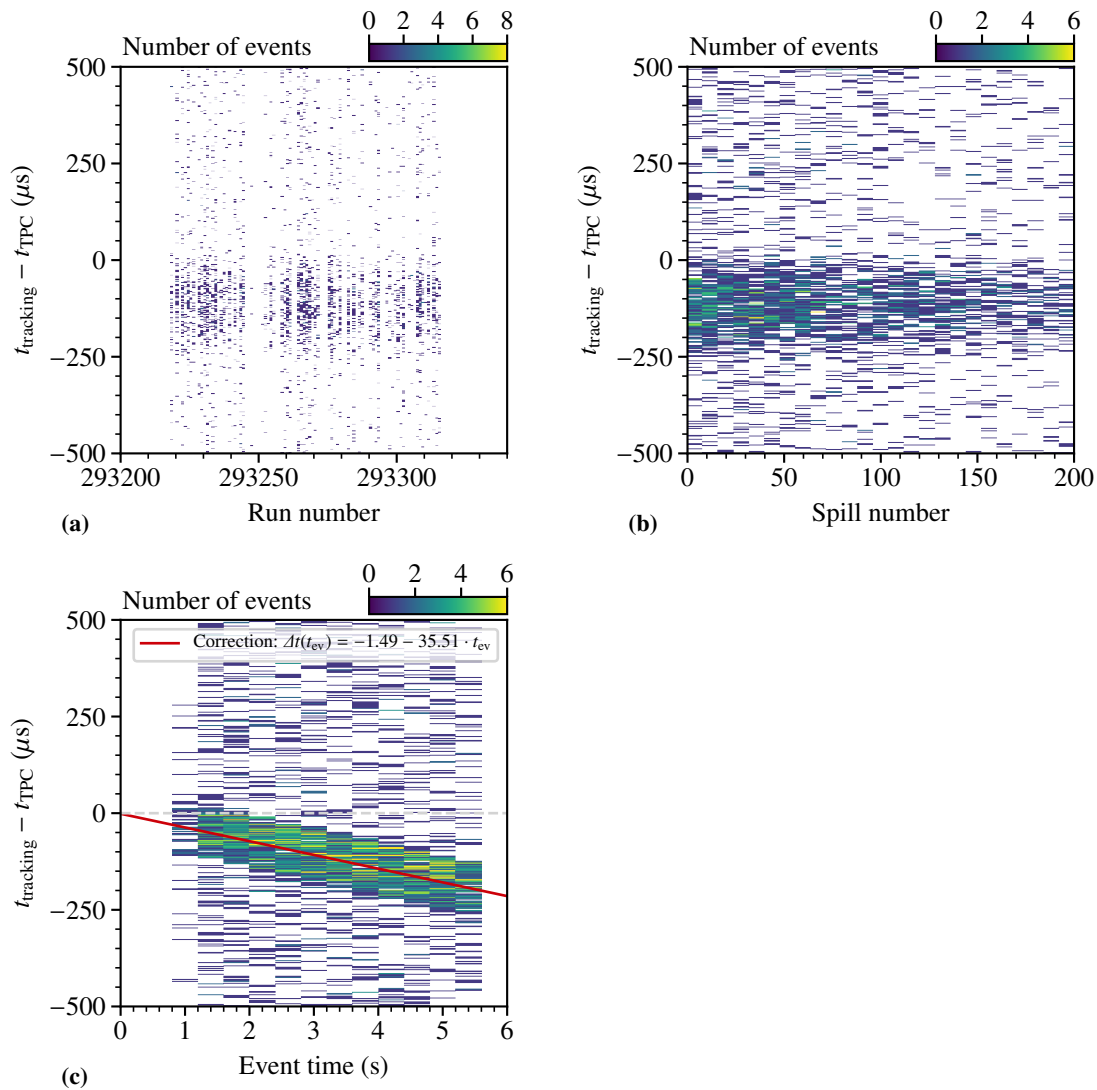 0 2 4 6 8
Number of events
500
250
0
−250
−500
t_tracking − t_TPC (μs)
293200 293260 293300
Run number
(a)
0 2 4 6
Number of events
500
250
0
−250
−500
t_tracking − t_TPC (μs)
0 50 100 150 200
Spill number
(b)
0 2 4 6
Number of events
Correction: Δt(t_ev) = −1.49 − 35.51 · t_ev
500
250
0
−250
−500
t_tracking − t_TPC (μs)
0 1 2 3 4 5 6
Event time (s)
(c)